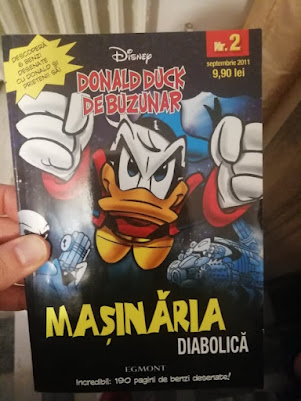 DESCOPERĂ
6 BENZI
DESENATE
CU DONALD ȘI
PRIETENII SĂI!
Disney
Nr. 2
septembrie 2011
9,90 lei
DONALD DUCK
DE BUZUNAR
MAȘINĂRIA
DIABOLICĂ
EGMONT
Incredibil: 190 pagini de benzi desenate!